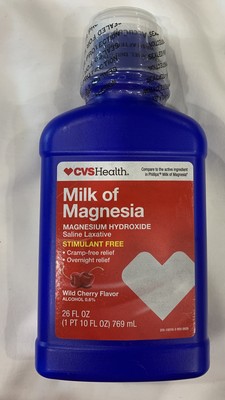 CVSHealth.
Compare to the active ingredient
in Phillips'® Milk of Magnesia†
Milk of
Magnesia
MAGNESIUM HYDROXIDE
Saline Laxative
STIMULANT FREE
• Cramp-free relief
• Overnight relief
Wild Cherry Flavor
ALCOHOL 0.6%
26 FL OZ
(1 PT 10 FL OZ) 769 mL